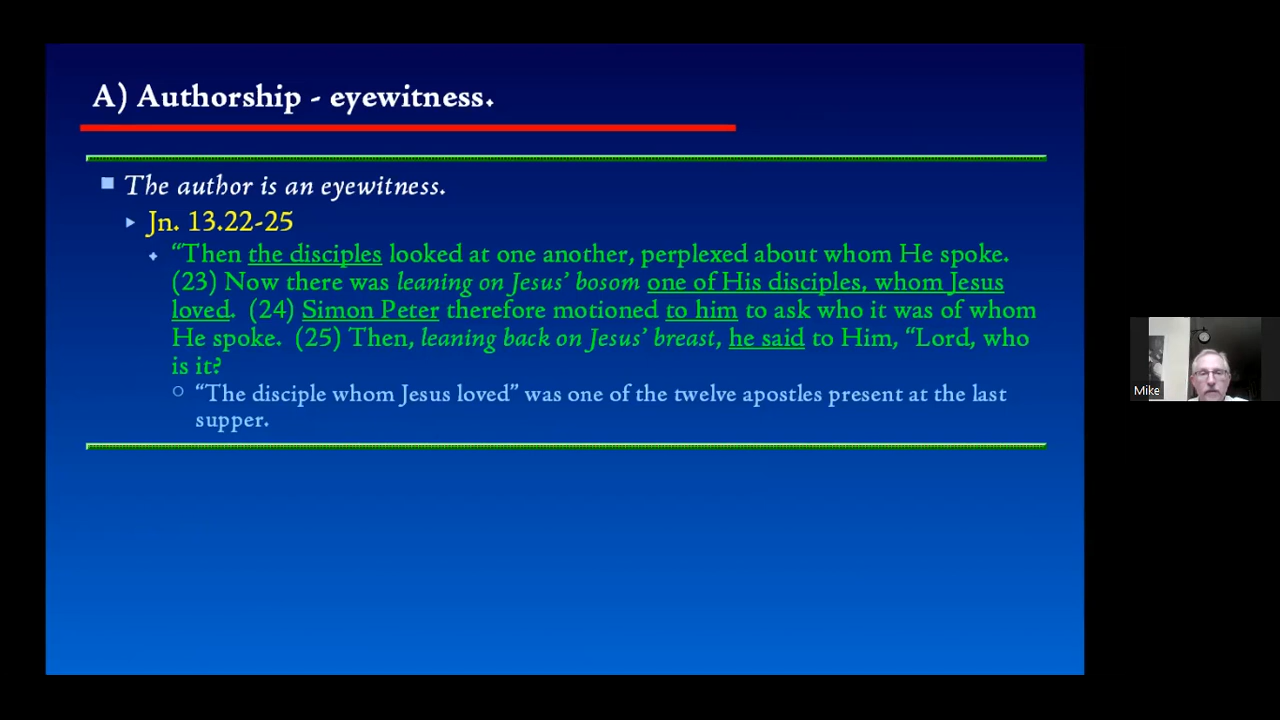 A) Authorship - eyewitness.
The author is an eyewitness.
Jn. 13.22-25
“Then the disciples looked at one another, perplexed about whom He spoke.
(23) Now there was leaning on Jesus’ bosom one of His disciples, whom Jesus
loved. (24) Simon Peter therefore motioned to him to ask who it was of whom
He spoke. (25) Then, leaning back on Jesus’ breast, he said to Him, “Lord, who
is it?
“The disciple whom Jesus loved” was one of the twelve apostles present at the last
supper.
Mike